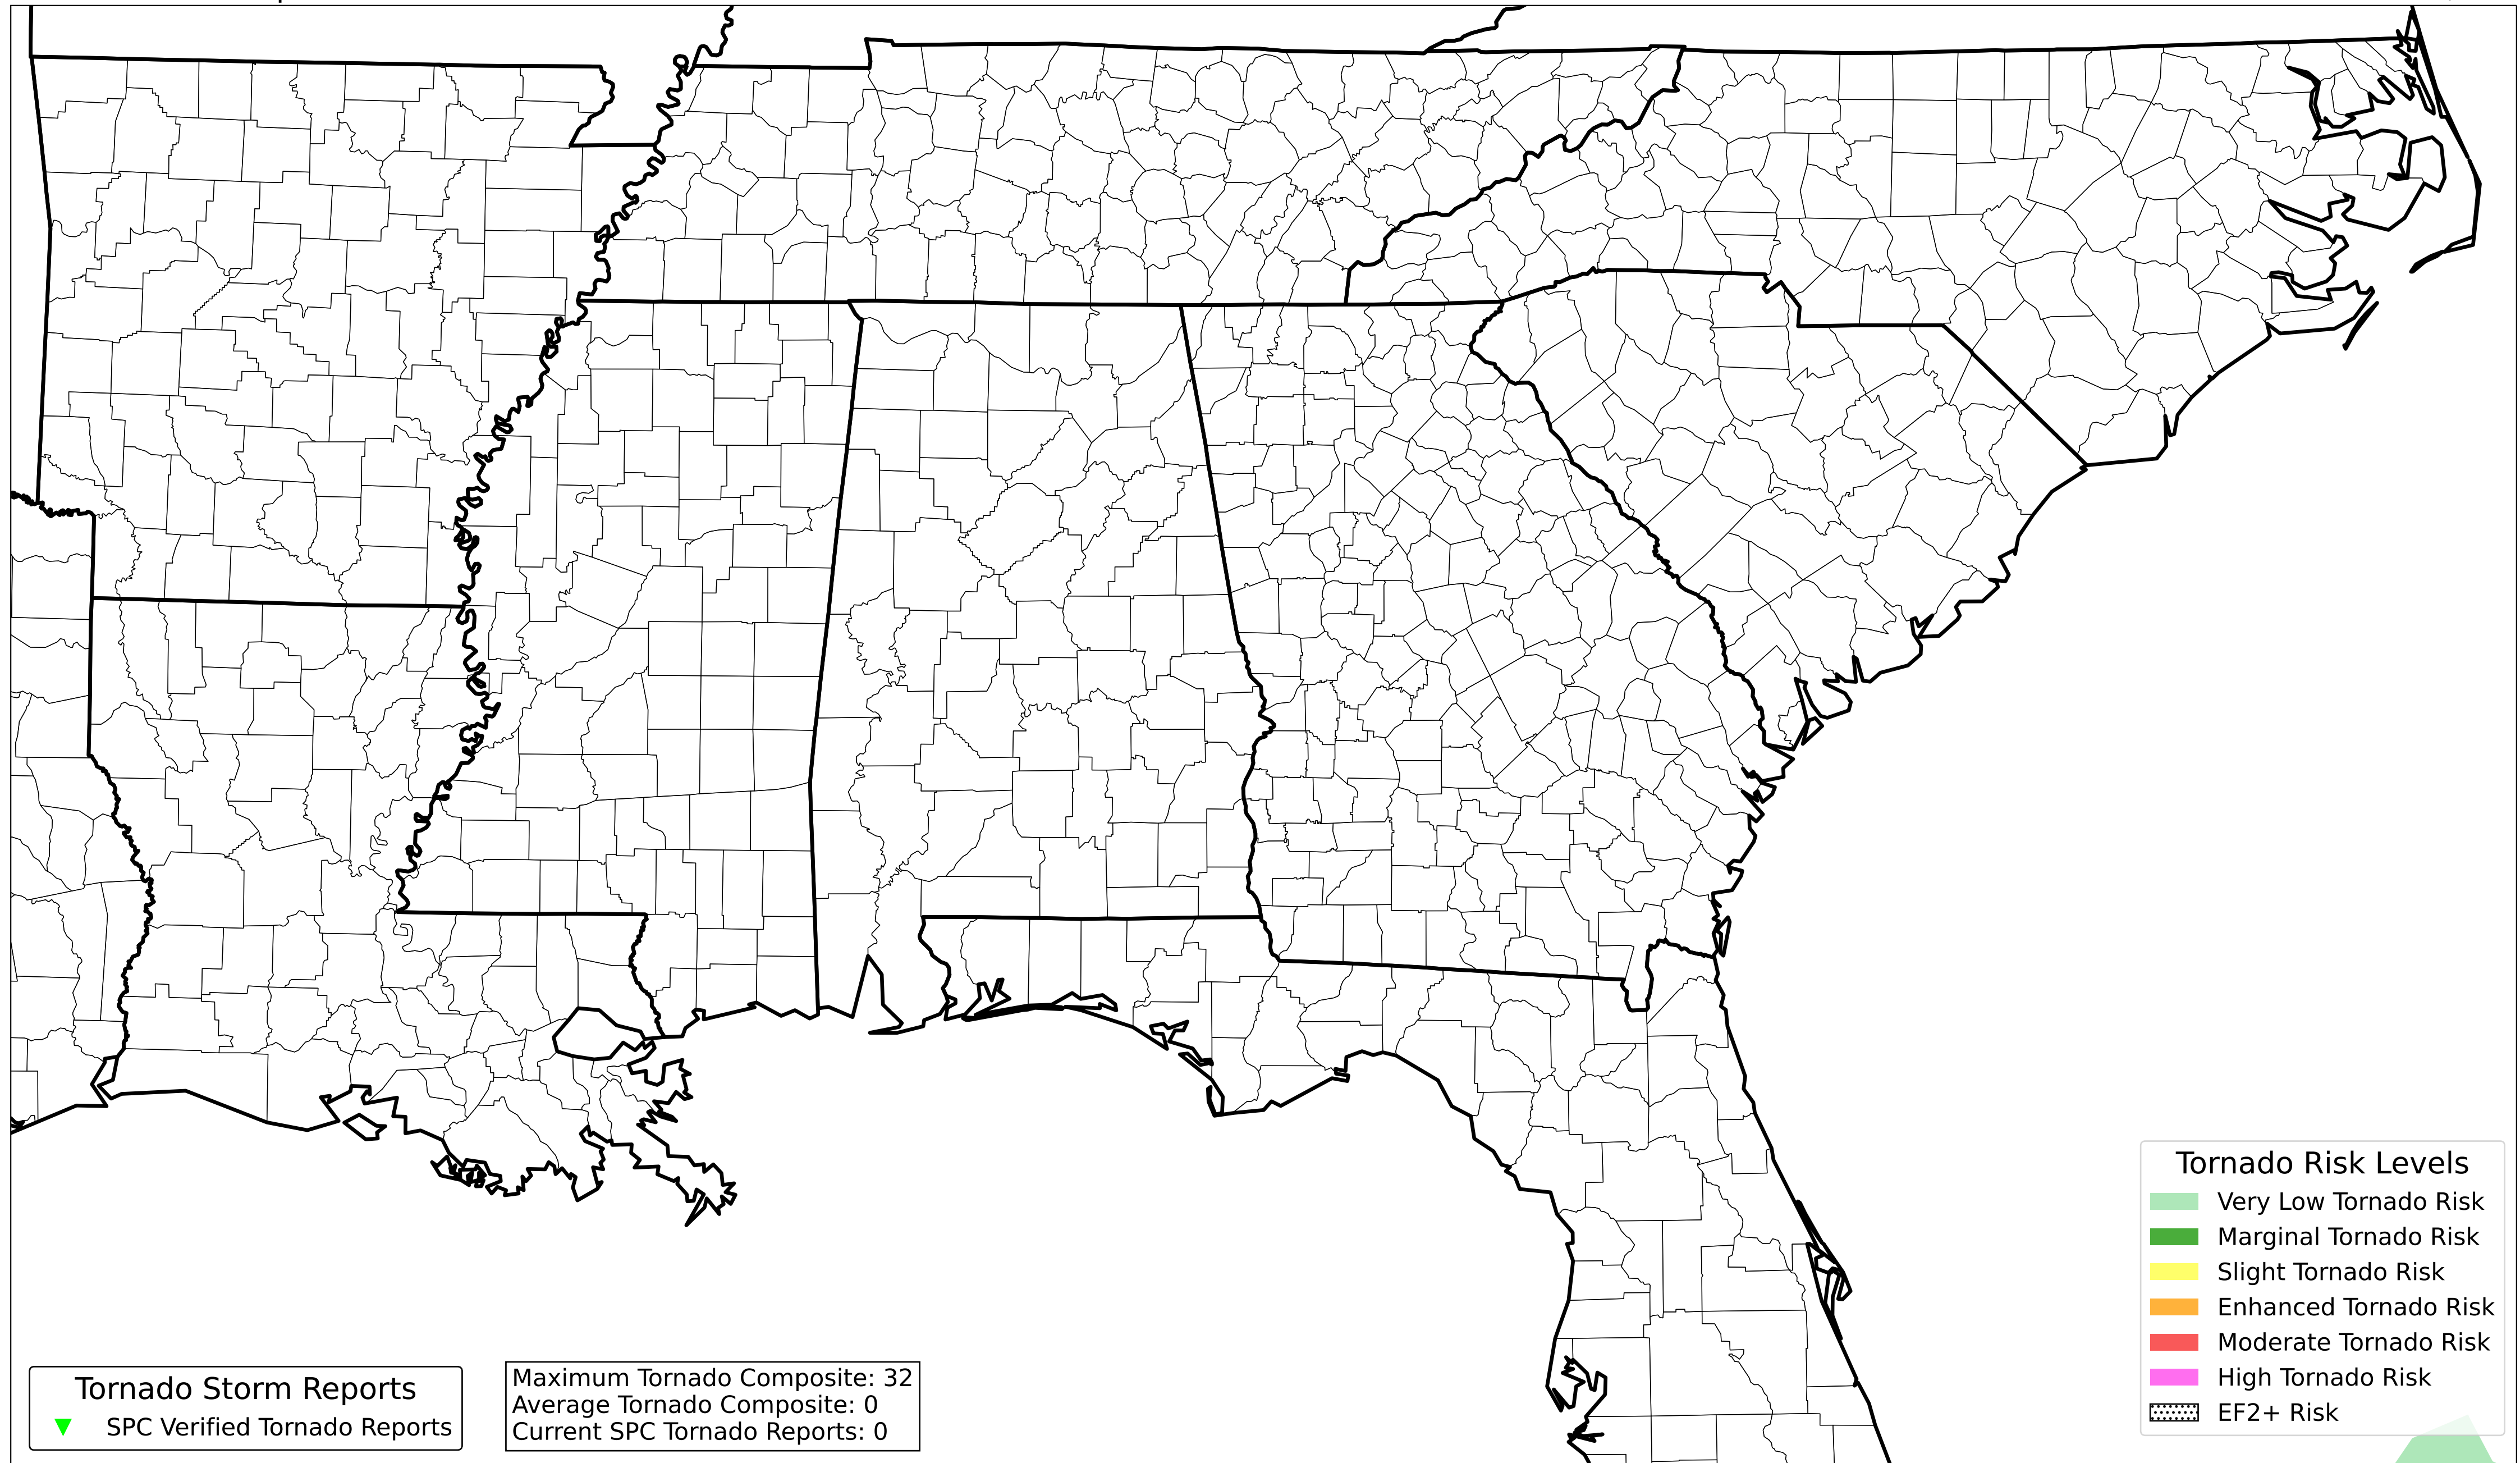 Tornado Risk Levels
Very Low Tornado Risk
Marginal Tornado Risk
Slight Tornado Risk
Enhanced Tornado Risk
Moderate Tornado Risk
High Tornado Risk
EF2+ Risk
Tornado Storm Reports
SPC Verified Tornado Reports
Maximum Tornado Composite: 32
Average Tornado Composite: 0
Current SPC Tornado Reports: 0